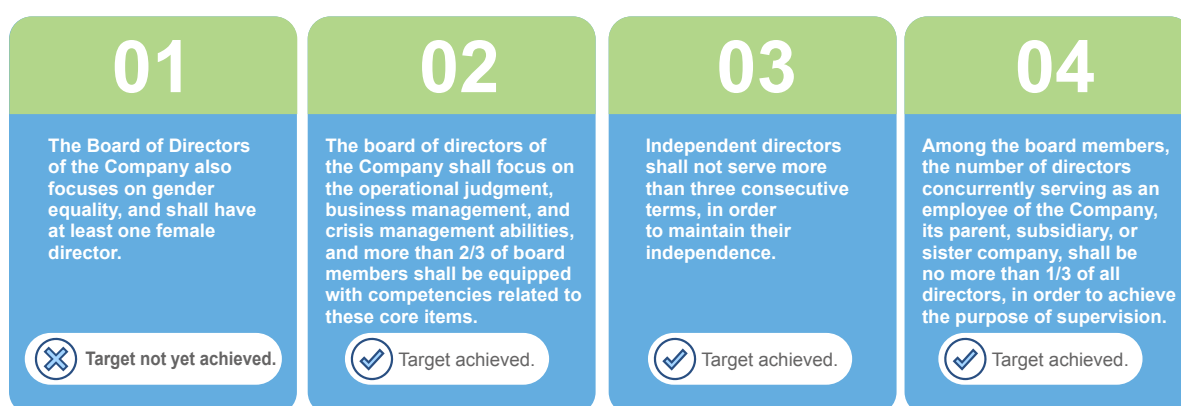 01
The Board of Directors
of the Company also
focuses on gender
equality, and shall have
at least one female
director.
Target not yet achieved.
02
The board of directors of
the Company shall focus on
the operational judgment,
business management, and
crisis management abilities,
and more than 2/3 of board
members shall be equipped
with competencies related to
these core items.
Target achieved.
03
Independent directors
shall not serve more
than three consecutive
terms, in order
to maintain their
independence.
Target achieved.
04
Among the board members,
the number of directors
concurrently serving as an
employee of the Company,
its parent, subsidiary, or
sister company, shall be
no more than 1/3 of all
directors, in order to achieve
the purpose of supervision.
Target achieved.